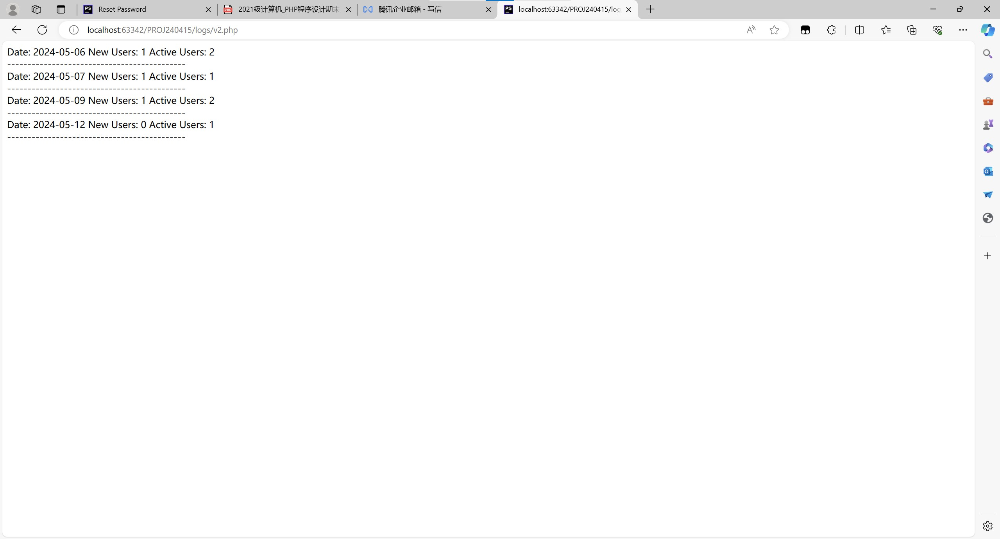 Reset Password
2021级计算机_PHP程序设计期末
腾讯企业邮箱 - 写信
localhost:63342/PROJ240415/log
localhost:63342/PROJ240415/logs/v2.php
Date: 2024-05-06 New Users: 1 Active Users: 2
--------------------------------------------
Date: 2024-05-07 New Users: 1 Active Users: 1
--------------------------------------------
Date: 2024-05-09 New Users: 1 Active Users: 2
--------------------------------------------
Date: 2024-05-12 New Users: 0 Active Users: 1
--------------------------------------------